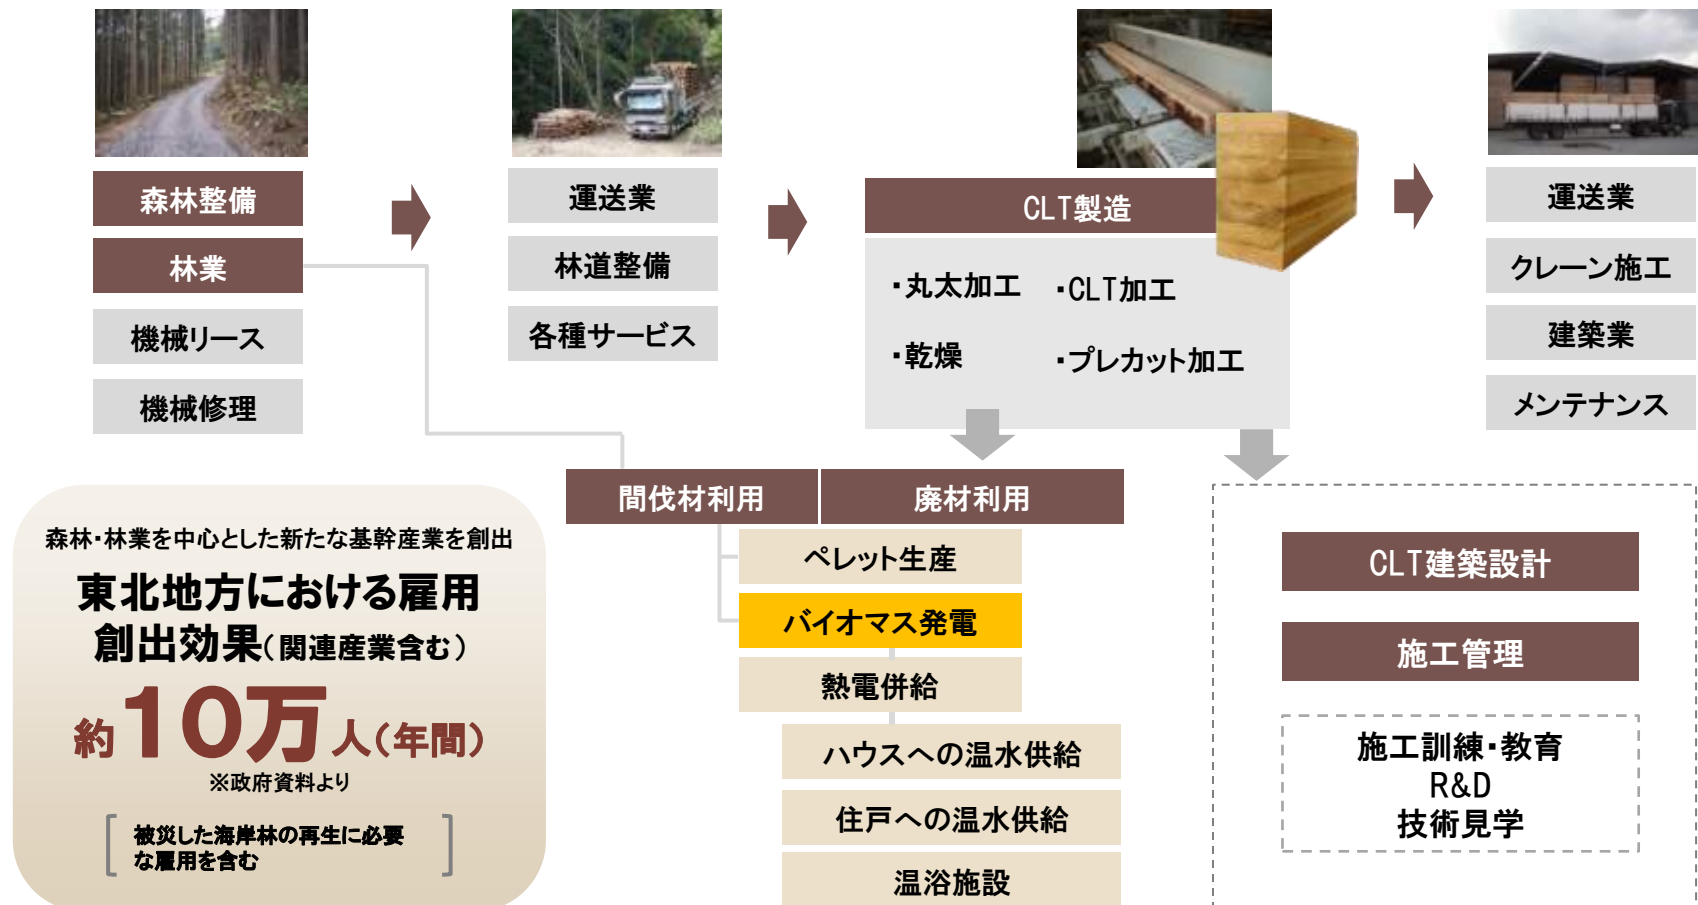 森林整備
林業
機械リース
機械修理
運送業
林道整備
各種サービス
CLT製造
・丸太加工
・CLT加工
・乾燥
・プレカット加工
運送業
クレーン施工
建築業
メンテナンス
間伐材利用
廃材利用
ペレット生産
バイオマス発電
熱電併給
ハウスへの温水供給
住戸への温水供給
温浴施設
CLT建築設計
施工管理
施工訓練・教育
R&D
技術見学
森林・林業を中心とした新たな基幹産業を創出
東北地方における雇用
創出効果(関連産業含む)
約10万人(年間)
※政府資料より
被災した海岸林の再生に必要
な雇用を含む